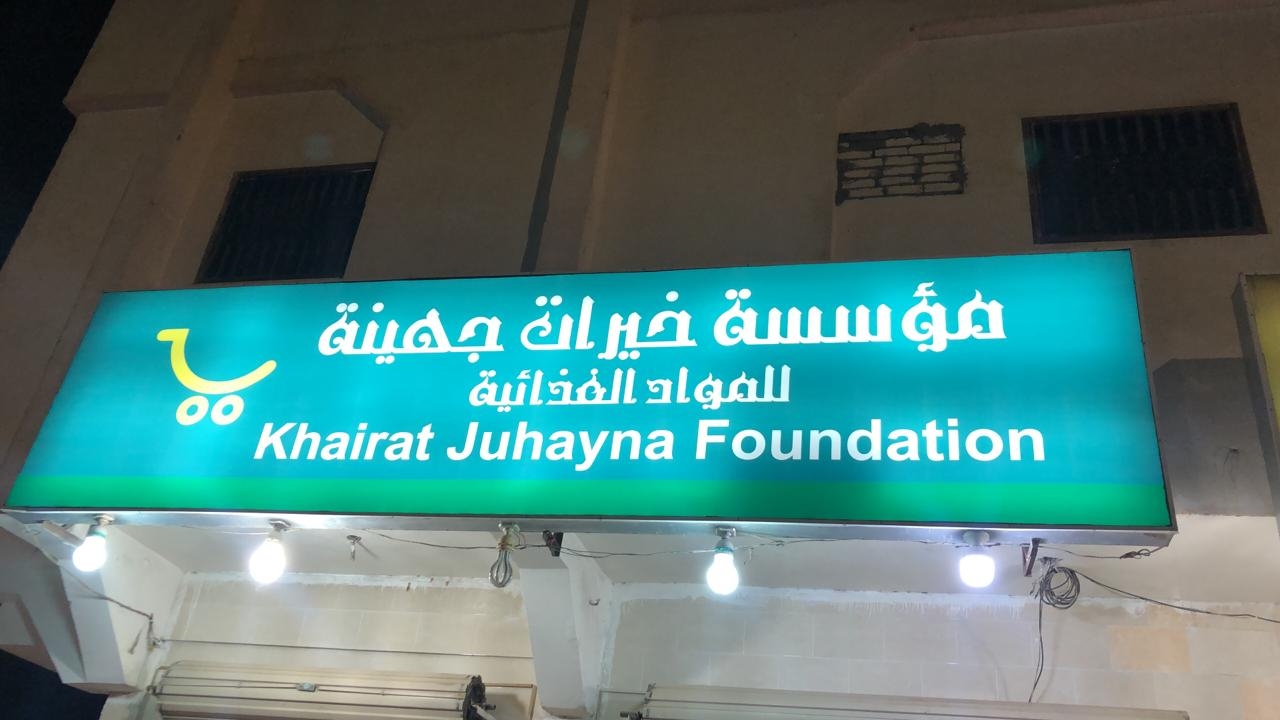 مؤسسة خيرات جهينة
للمواد الغذائية
Khairat Juhayna Foundation